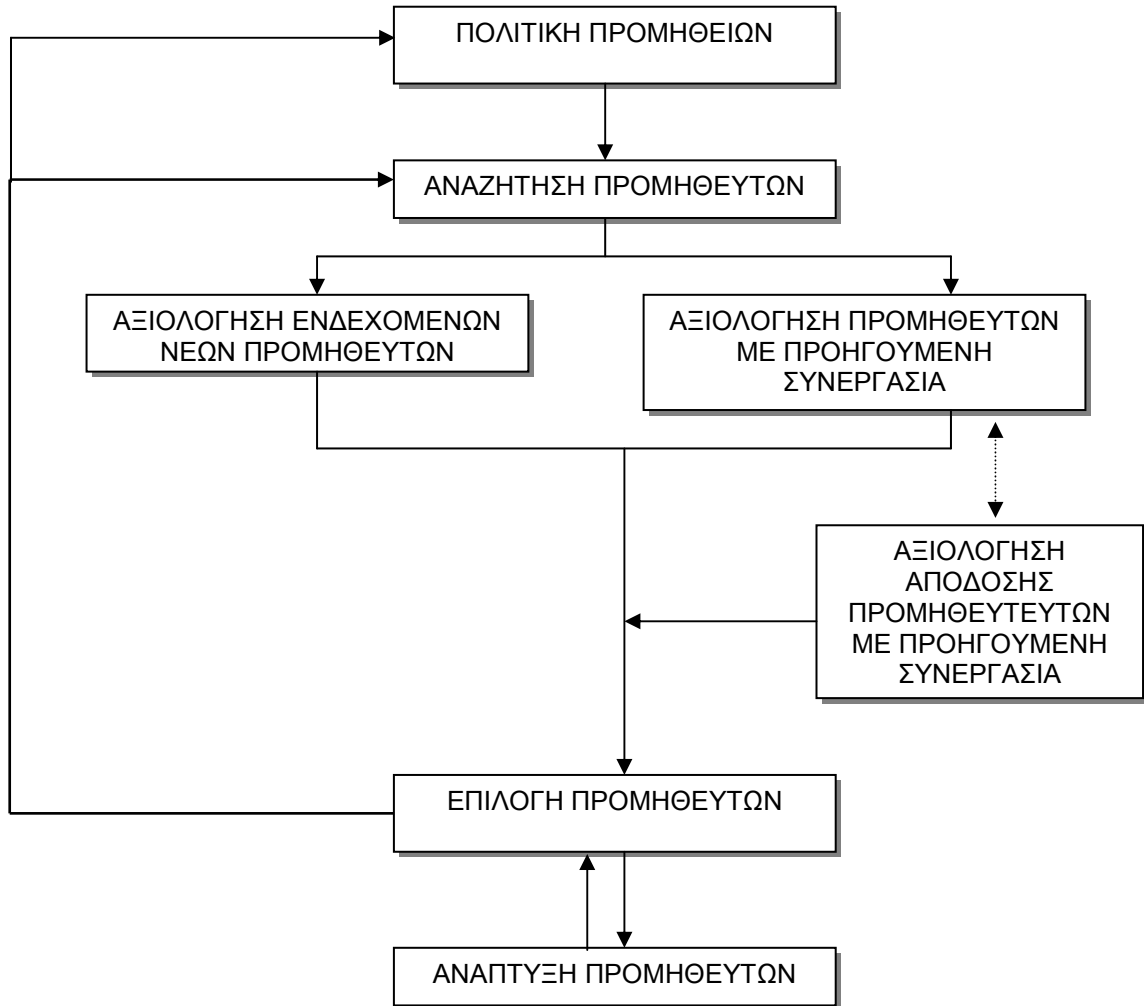 ΠΟΛΙΤΙΚΗ ΠΡΟΜΗΘΕΙΩΝ
ΑΝΑΖΗΤΗΣΗ ΠΡΟΜΗΘΕΥΤΩΝ
ΑΞΙΟΛΟΓΗΣΗ ΕΝΔΕΧΟΜΕΝΩΝ
ΝΕΩΝ ΠΡΟΜΗΘΕΥΤΩΝ
ΑΞΙΟΛΟΓΗΣΗ ΠΡΟΜΗΘΕΥΤΩΝ
ΜΕ ΠΡΟΗΓΟΥΜΕΝΗ
ΣΥΝΕΡΓΑΣΙΑ
ΑΞΙΟΛΟΓΗΣΗ
ΑΠΟΔΟΣΗΣ
ΠΡΟΜΗΘΕΥΤΕΥΤΩΝ
ΜΕ ΠΡΟΗΓΟΥΜΕΝΗ
ΣΥΝΕΡΓΑΣΙΑ
ΕΠΙΛΟΓΗ ΠΡΟΜΗΘΕΥΤΩΝ
ΑΝΑΠΤΥΞΗ ΠΡΟΜΗΘΕΥΤΩΝ